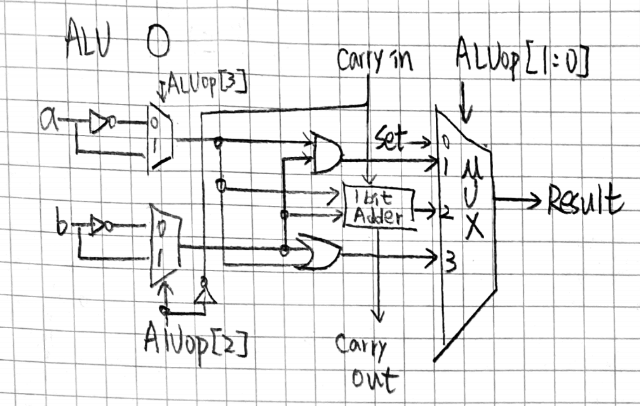 ALU 0
ALUop[3]
Carry in
ALUop[1:0]
a
0
1
set
0
1
MUX
1 bit
Adder
2
Result
b
0
1
3
AlUop[2]
Carry
out